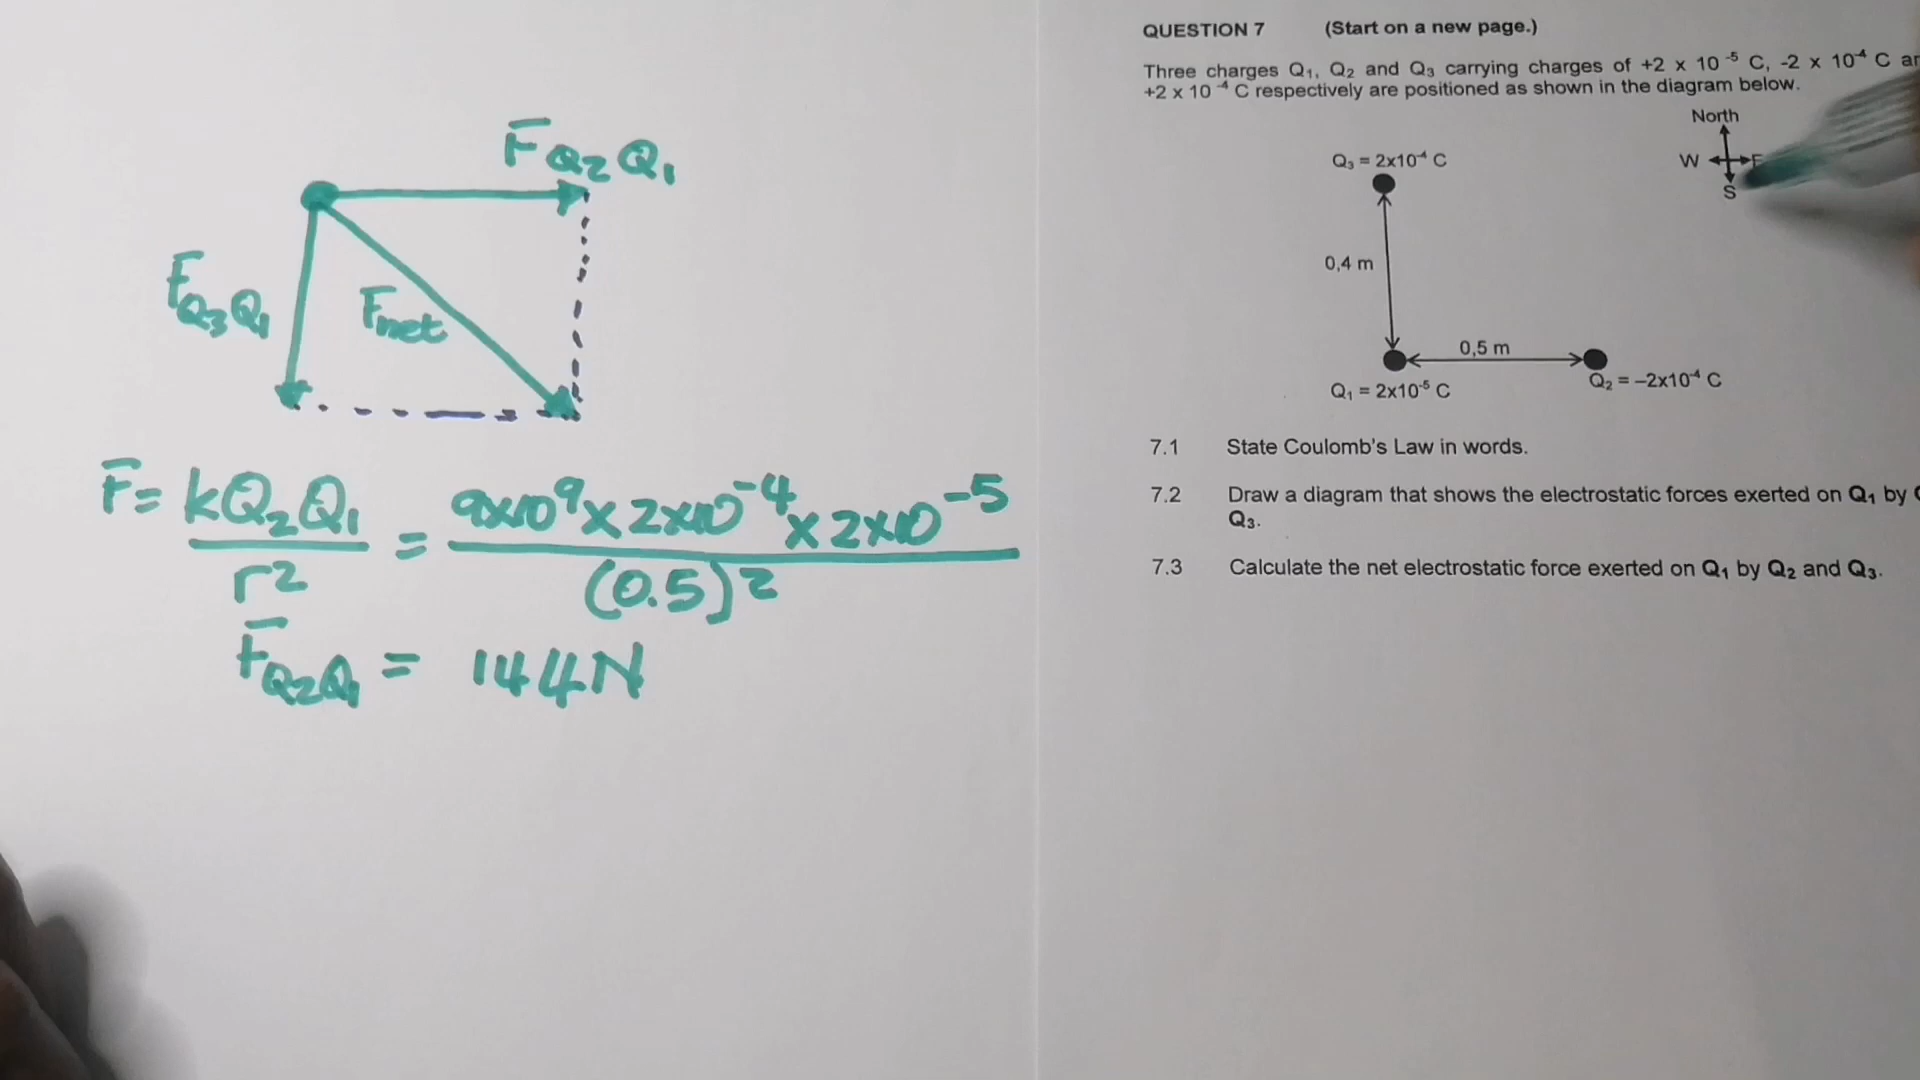 F̅Q₂Q₁
F̅Q₃Q₁
F̅net
F̅ = kQ₂Q₁ / r² = 9x10⁹ x 2x10⁻⁴ x 2x10⁻⁵ / (0.5)²
F̅Q₂Q₁ = 144N
QUESTION 7 (Start on a new page.)
Three charges Q₁, Q₂ and Q₃ carrying charges of +2 x 10⁻⁵ C, -2 x 10⁻⁴ C
+2 x 10⁻⁴ C respectively are positioned as shown in the diagram below.
North
W
S
Q₃ = 2x10⁻⁴ C
0,4 m
0,5 m
Q₁ = 2x10⁻⁵ C
Q₂ = –2x10⁻⁴ C
7.1 State Coulomb's Law in words.
7.2 Draw a diagram that shows the electrostatic forces exerted on Q₁ by
Q₃.
7.3 Calculate the net electrostatic force exerted on Q₁ by Q₂ and Q₃.